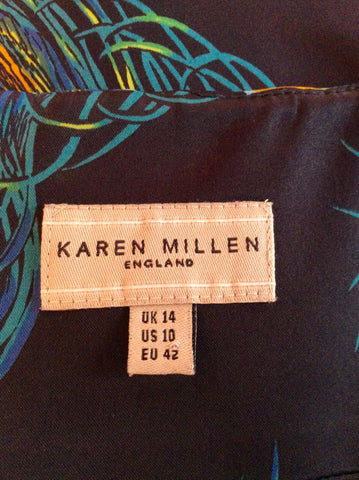 KAREN MILLEN
ENGLAND
UK 14
US 10
EU 42